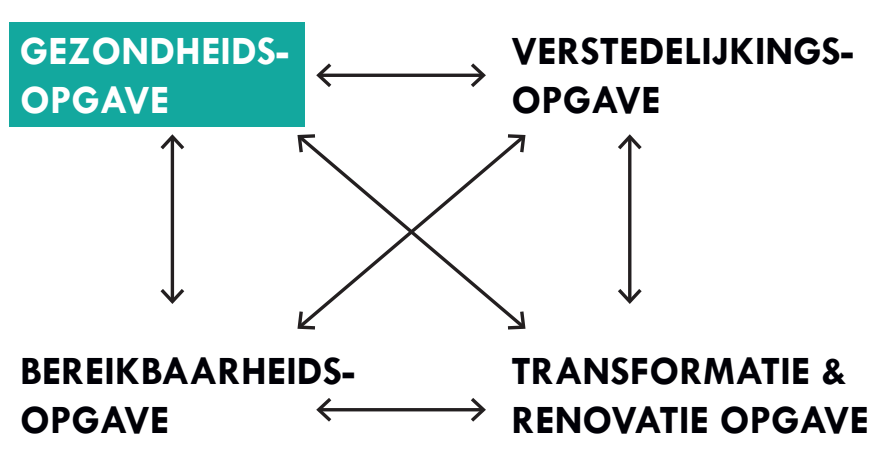 GEZONDHEIDS-
OPGAVE
VERSTEDELIJKINGS-
OPGAVE
BEREIKBAARHEIDS-
OPGAVE
TRANSFORMATIE &
RENOVATIE OPGAVE